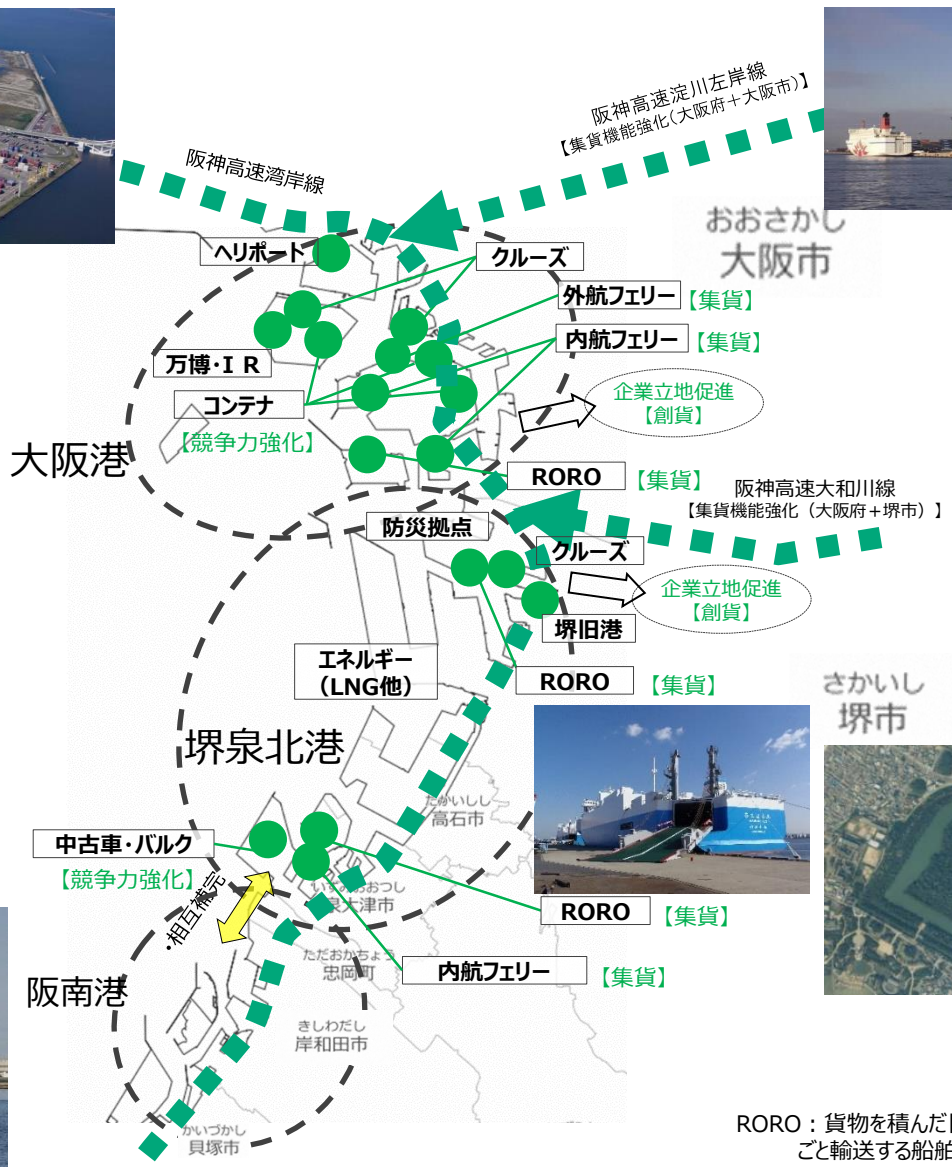 阪神高速淀川左岸線
【集貨機能強化(大阪府＋大阪市)】
阪神高速湾岸線
おおさかし
大阪市
ヘリポート
クルーズ
外航フェリー
【集貨】
内航フェリー
【集貨】
万博・ＩＲ
コンテナ
【競争力強化】
企業立地促進
【創貨】
大阪港
RORO
【集貨】
阪神高速大和川線
【集貨機能強化（大阪府＋堺市）】
防災拠点
クルーズ
企業立地促進
【創貨】
堺旧港
エネルギー
（LNG他）
RORO
【集貨】
さかいし
堺市
堺泉北港
たかいしし
高石市
中古車・バルク
【競争力強化】
・相互補完
いずみおおつし
泉大津市
RORO
【集貨】
ただおかちょう
忠岡町
内航フェリー
【集貨】
阪南港
きしわだし
岸和田市
かいづかし
貝塚市
RORO：貨物を積んだ
ごと輸送する船舶